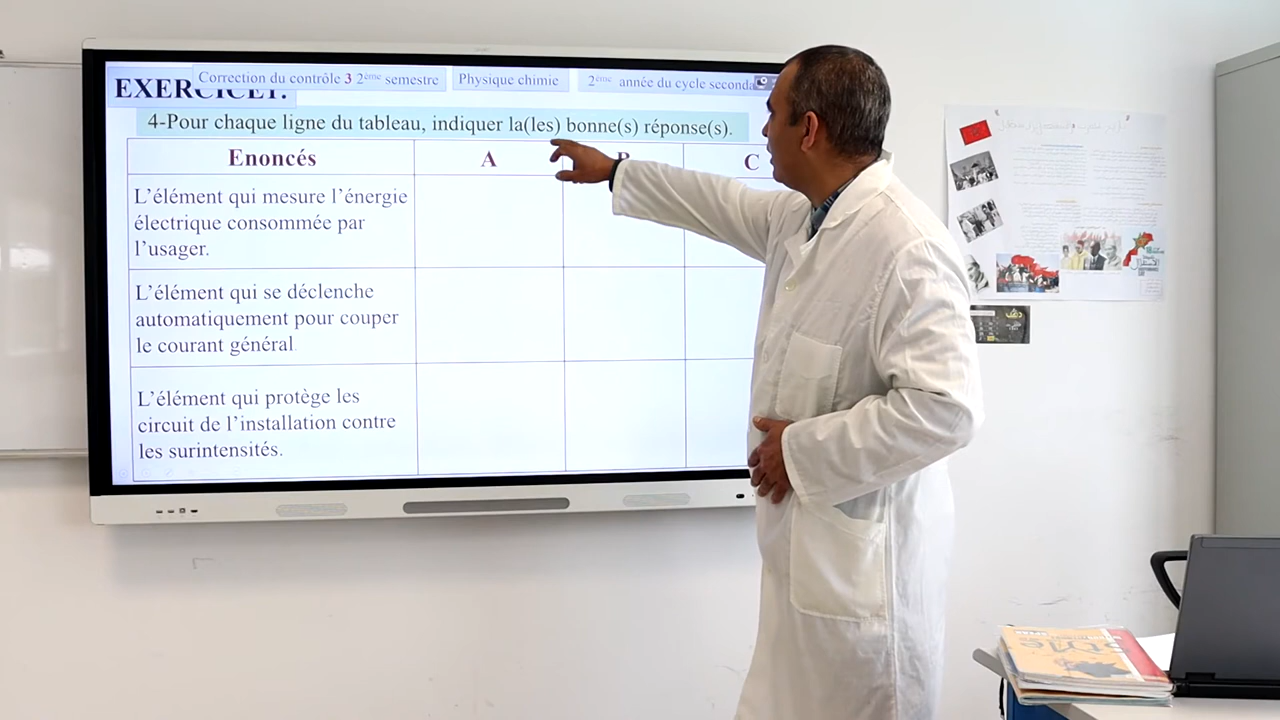 Correction du contrôle 3 2ème semestre
Physique chimie
2ème année du cycle seconda
EXERCICE1:
4-Pour chaque ligne du tableau, indiquer la(les) bonne(s) réponse(s).
Enoncés
A
B
C
L'élément qui mesure l'énergie
électrique consommée par
l'usager.
L'élément qui se déclenche
automatiquement pour couper
le courant général.
L'élément qui protège les
circuit de l'installation contre
les surintensités.